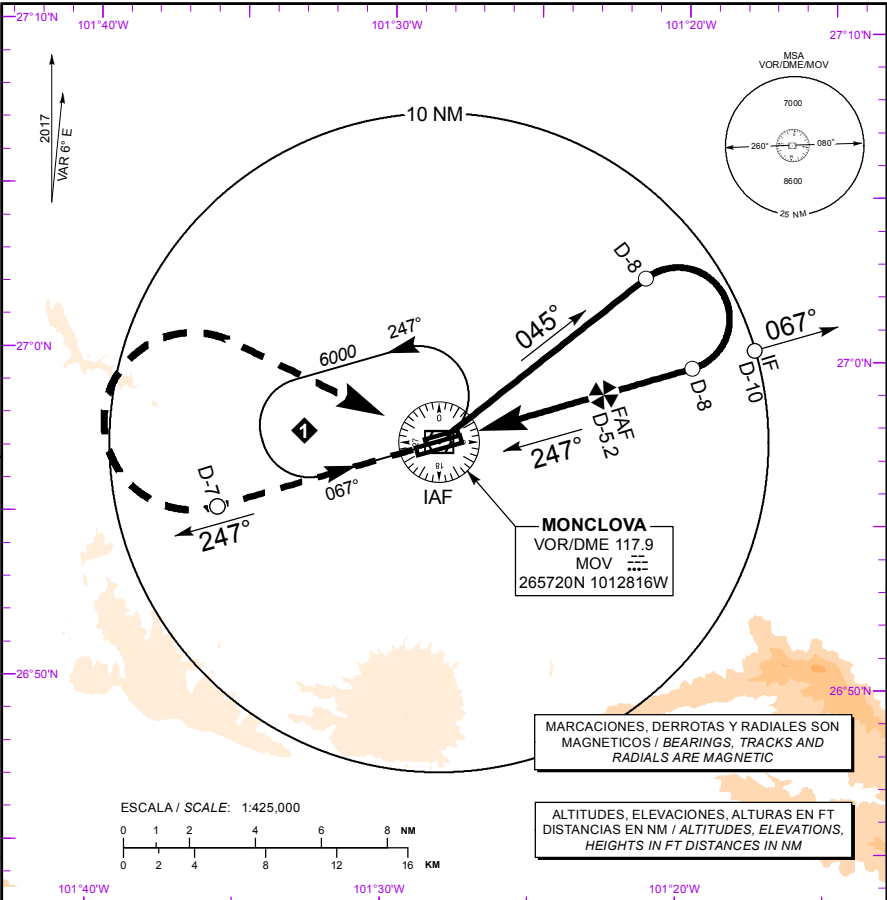 27°10'N
101°40'W
101°30'W
101°20'W
27°10'N
MSA
VOR/DME/MOV
7000
260°
080°
8600
25 NM
2017
VAR 6° E
10 NM
D-8
045°
067°
IF
D-10
D-8
FAF
D-5.2
247°
27°0'N
27°0'N
247°
6000
1
067°
D-7
247°
0
27
9
18
IAF
MONCLOVA
VOR/DME 117.9
MOV
265720N 1012816W
26°50'N
26°50'N
MARCACIONES, DERROTAS Y RADIALES SON
MAGNETICOS / BEARINGS, TRACKS AND
RADIALS ARE MAGNETIC
ALTITUDES, ELEVACIONES, ALTURAS EN FT
DISTANCIAS EN NM / ALTITUDES, ELEVATIONS,
HEIGHTS IN FT DISTANCES IN NM
ESCALA / SCALE: 1:425,000
0 1 2 4 6 8 NM
0 2 4 8 12 16 KM
101°40'W
101°30'W
101°20'W